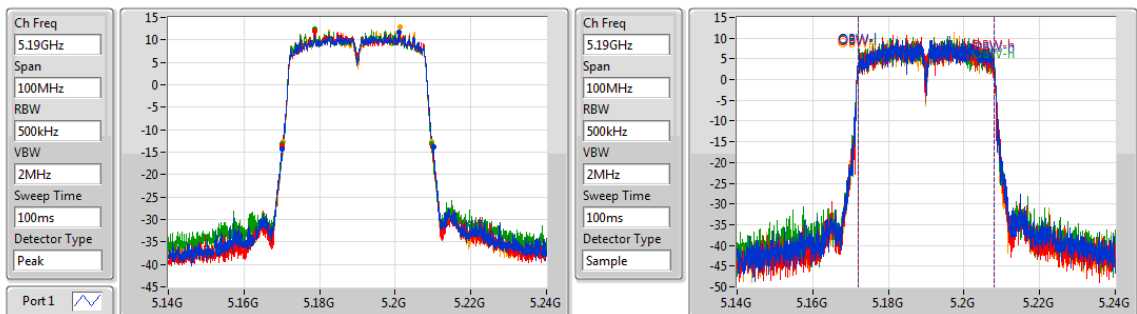 Ch Freq
5.19GHz
Span
100MHz
RBW
500kHz
VBW
2MHz
Sweep Time
100ms
Detector Type
Peak
Port 1
15
10
5
0
-5
-10
-15
-20
-25
-30
-35
-40
-45
5.14G
5.16G
5.18G
5.2G
5.22G
5.24G
Ch Freq
5.19GHz
Span
100MHz
RBW
500kHz
VBW
2MHz
Sweep Time
100ms
Detector Type
Sample
15
10
5
0
-5
-10
-15
-20
-25
-30
-35
-40
-45
-50
5.14G
5.16G
5.18G
5.2G
5.22G
5.24G
OBW-l
OBW-h